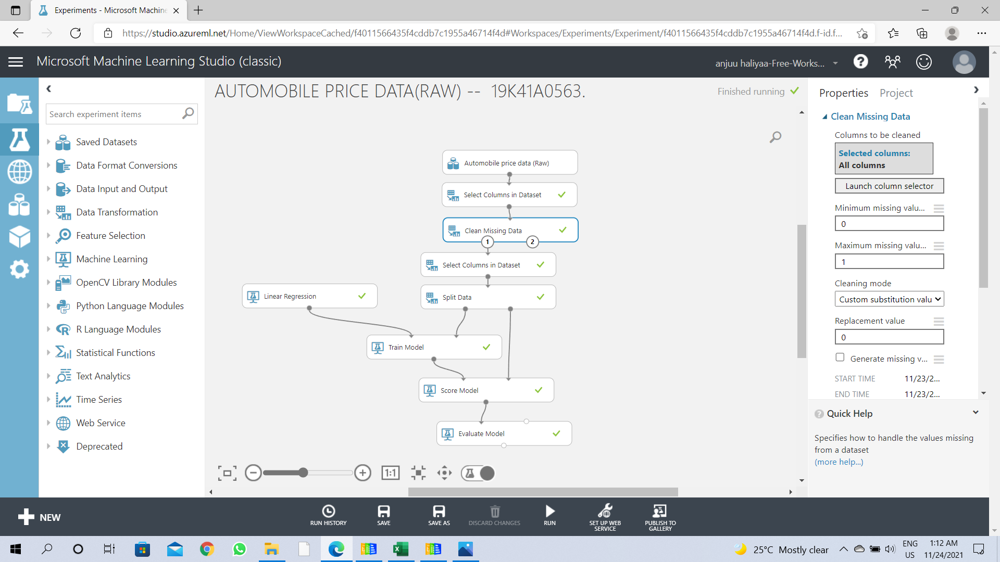 Experiments - Microsoft Machine
https://studio.azureml.net/Home/ViewWorkspaceCached/f4011566435f4cddb7c1955a46714f4d#Workspaces/Experiments/Experiment/f4011566435f4cddb7c1955a46714f4d.f-id.f...
Microsoft Machine Learning Studio (classic)
anjuu haliyaa-Free-Works...
Search experiment items
Saved Datasets
Data Format Conversions
Data Input and Output
Data Transformation
Feature Selection
Machine Learning
OpenCV Library Modules
Python Language Modules
R Language Modules
Statistical Functions
Text Analytics
Time Series
Web Service
Deprecated
AUTOMOBILE PRICE DATA(RAW) -- 19K41A0563.
Finished running
Automobile price data (Raw)
Select Columns in Dataset
Clean Missing Data
1 2
Select Columns in Dataset
Linear Regression
Split Data
Train Model
Score Model
Evaluate Model
1:1
Properties Project
Clean Missing Data
Columns to be cleaned
Selected columns:
All columns
Launch column selector
Minimum missing valu...
0
Maximum missing valu...
1
Cleaning mode
Custom substitution valu
Replacement value
0
Generate missing v...
START TIME 11/23/2...
END TIME 11/23/2...
Quick Help
Specifies how to handle the values missing
from a dataset
(more help...)
NEW
RUN HISTORY
SAVE
SAVE AS
DISCARD CHANGES
RUN
SET UP WEB
SERVICE
PUBLISH TO
GALLERY
25°C Mostly clear
ENG
US
1:12 AM
11/24/2021